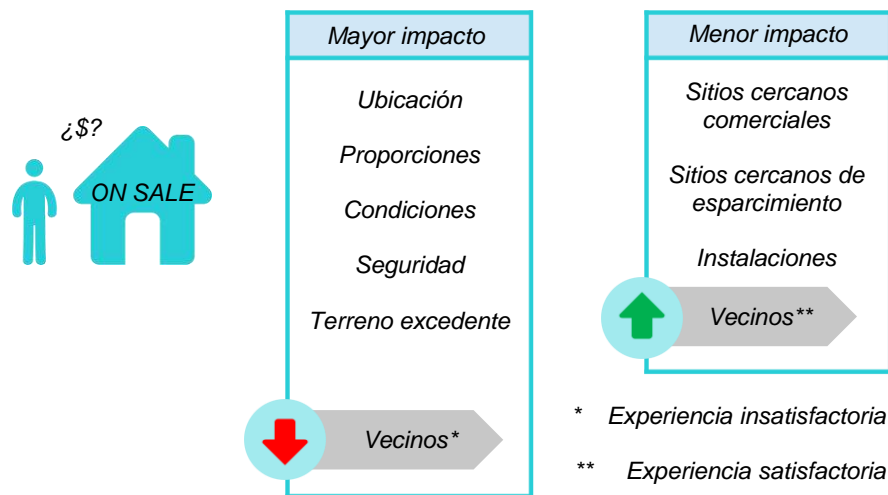 ¿$?
ON SALE
Mayor impacto
Ubicación
Proporciones
Condiciones
Seguridad
Terreno excedente
Vecinos*
Menor impacto
Sitios cercanos
comerciales
Sitios cercanos de
esparcimiento
Instalaciones
Vecinos**
* Experiencia insatisfactoria
** Experiencia satisfactoria